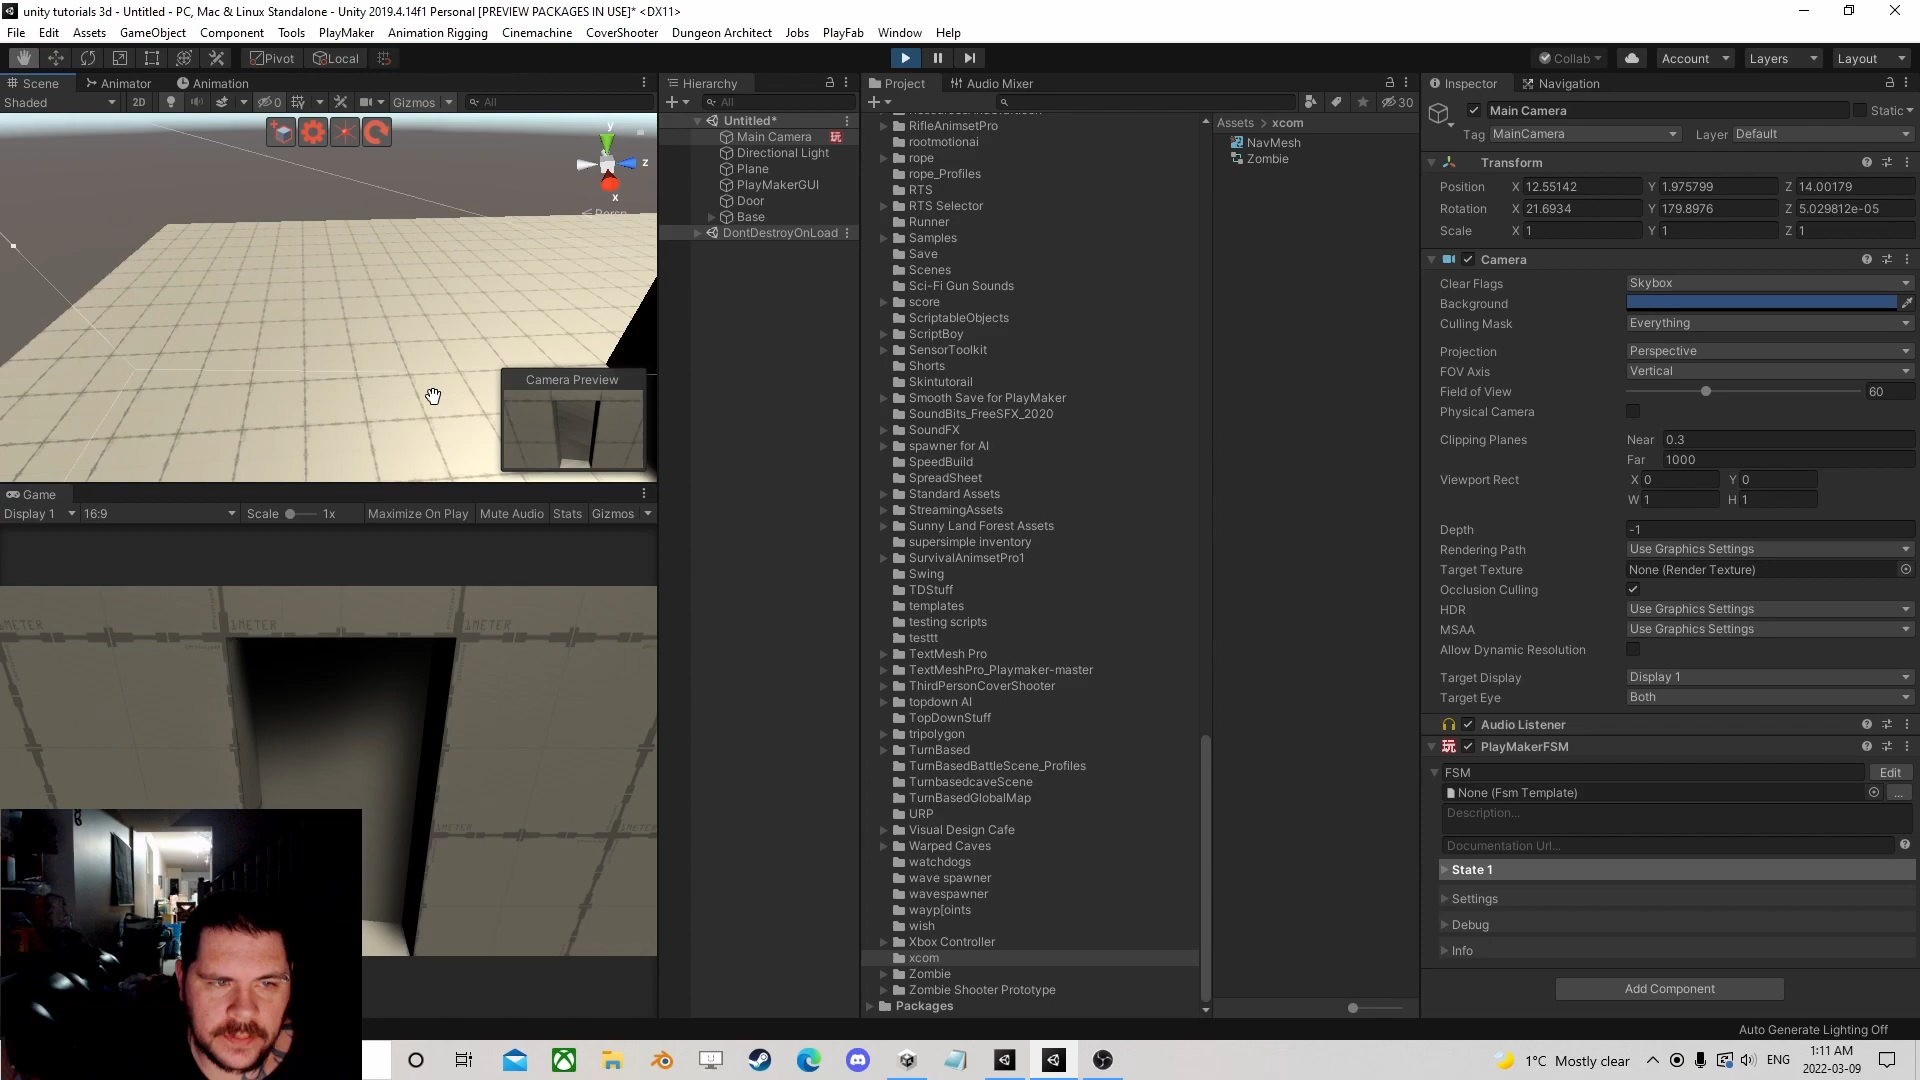 unity tutorials 3d - Untitled - PC, Mac & Linux Standalone - Unity 2019.4.14f1 Personal [PREVIEW PACKAGES IN USE]* <DX11>
File Edit Assets GameObject Component Tools PlayMaker Animation Rigging Cinemachine CoverShooter Dungeon Architect Jobs PlayFab Window Help
Pivot Local Collab Account Layers Layout
Scene Animator Animation
Shaded 2D 0 Gizmos All
y
z
x
Persp
Camera Preview
Game
Display 1 16:9 Scale 1x Maximize On Play Mute Audio Stats Gizmos
METER
1METER
Hierarchy
All
Untitled*
Main Camera
Directional Light
Plane
PlayMakerGUI
Door
Base
DontDestroyOnLoad
Project Audio Mixer
30
RifleAnimsetPro
rootmotionai
rope
rope_Profiles
RTS
RTS Selector
Runner
Samples
Save
Scenes
Sci-Fi Gun Sounds
score
ScriptableObjects
ScriptBoy
SensorToolkit
Shorts
Skintutorail
Smooth Save for PlayMaker
SoundBits_FreeSFX_2020
SoundFX
spawner for AI
SpeedBuild
SpreadSheet
Standard Assets
StreamingAssets
Sunny Land Forest Assets
supersimple inventory
SurvivalAnimsetPro1
Swing
TDStuff
templates
testing scripts
testtt
TextMesh Pro
TextMeshPro_Playmaker-master
ThirdPersonCoverShooter
topdown AI
TopDownStuff
tripolygon
TurnBased
TurnBasedBattleScene_Profiles
TurnbasedcaveScene
TurnBasedGlobalMap
URP
Visual Design Cafe
Warped Caves
watchdogs
wave spawner
wavespawner
wayp[oints
wish
Xbox Controller
xcom
Zombie
Zombie Shooter Prototype
Packages
Assets > xcom
NavMesh
Zombie
Inspector Navigation
Main Camera Static
Tag MainCamera Layer Default
Transform
Position X 12.55142 Y 1.975799 Z 14.00179
Rotation X 21.6934 Y 179.8976 Z 5.029812e-05
Scale X 1 Y 1 Z 1
Camera
Clear Flags Skybox
Background
Culling Mask Everything
Projection Perspective
FOV Axis Vertical
Field of View 60
Physical Camera
Clipping Planes Near 0.3
Far 1000
Viewport Rect X 0 Y 0
W 1 H 1
Depth -1
Rendering Path Use Graphics Settings
Target Texture None (Render Texture)
Occlusion Culling
HDR Use Graphics Settings
MSAA Use Graphics Settings
Allow Dynamic Resolution
Target Display Display 1
Target Eye Both
Audio Listener
玩 PlayMakerFSM
FSM Edit
None (Fsm Template) ...
Description...
Documentation Url...
State 1
Settings
Debug
Info
Add Component
Auto Generate Lighting Off
1°C Mostly clear ENG 1:11 AM
2022-03-09